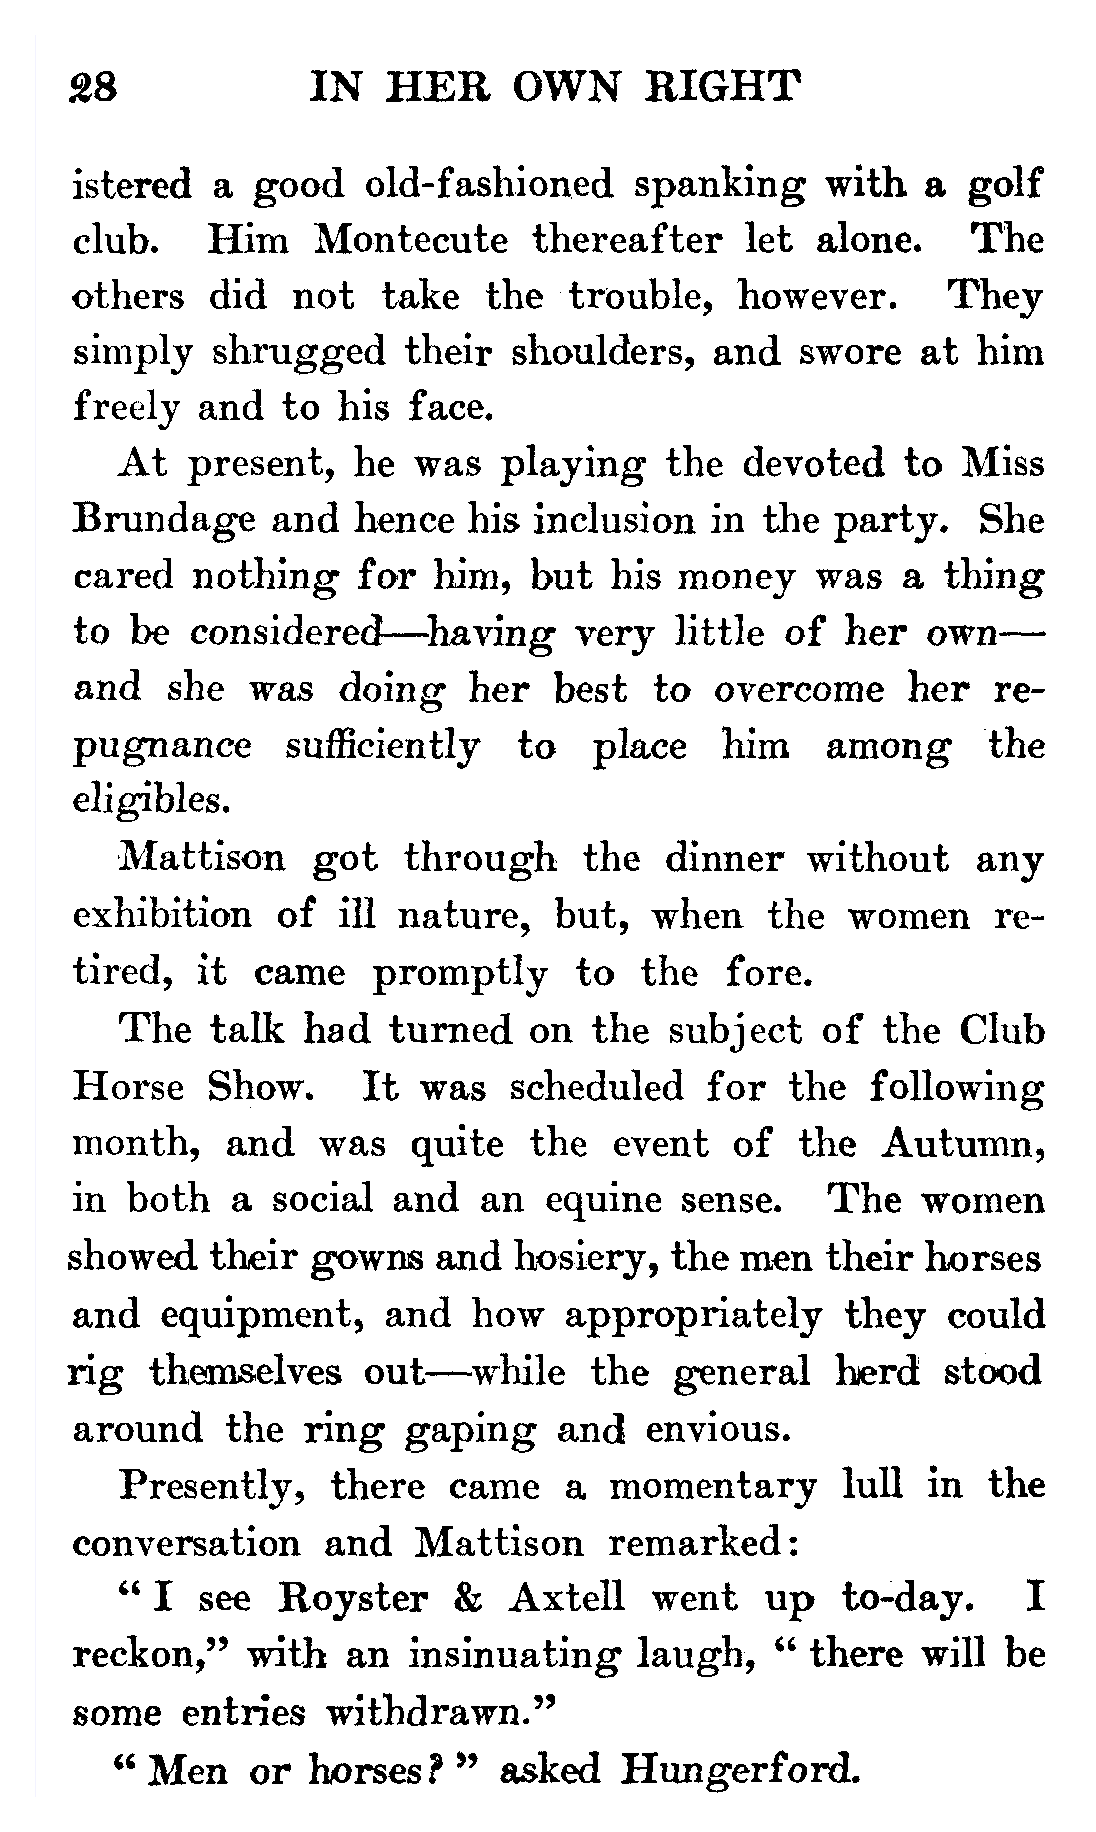 28 IN HER OWN RIGHT
istered a good old-fashioned spanking with a golf
club. Him Montecute thereafter let alone. The
others did not take the trouble, however. They
simply shrugged their shoulders, and swore at him
freely and to his face.
At present, he was playing the devoted to Miss
Brundage and hence his inclusion in the party. She
cared nothing for him, but his money was a thing
to be considered—having very little of her own—
and she was doing her best to overcome her re-
pugnance sufficiently to place him among the
eligibles.
Mattison got through the dinner without any
exhibition of ill nature, but, when the women re-
tired, it came promptly to the fore.
The talk had turned on the subject of the Club
Horse Show. It was scheduled for the following
month, and was quite the event of the Autumn,
in both a social and an equine sense. The women
showed their gowns and hosiery, the men their horses
and equipment, and how appropriately they could
rig themselves out—while the general herd stood
around the ring gaping and envious.
Presently, there came a momentary lull in the
conversation and Mattison remarked:
“ I see Royster & Axtell went up to-day. I
reckon,” with an insinuating laugh, “ there will be
some entries withdrawn.”
“ Men or horses? ” asked Hungerford.